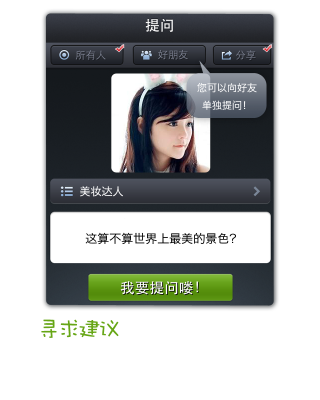 提问
所有人
好朋友
分享
您可以向好友
单独提问!
美妆达人
这算不算世界上最美的景色?
我要提问喽!
寻求建议